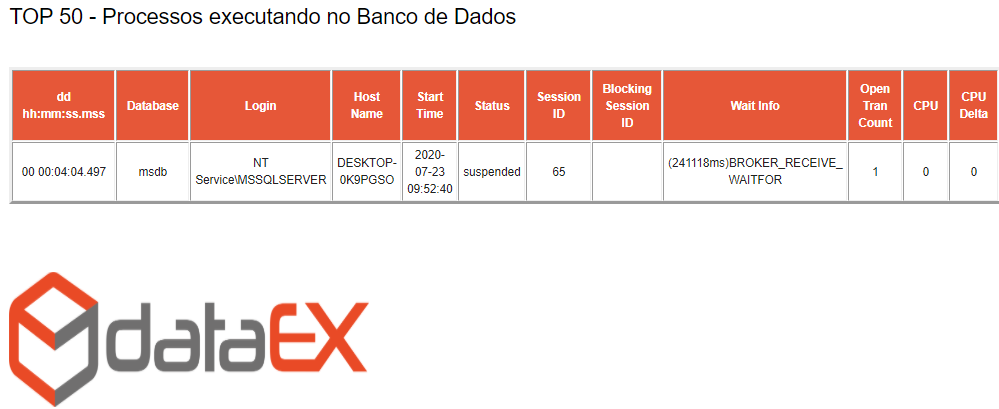 TOP 50 - Processos executando no Banco de Dados
dd
hh:mm:ss.mss
Database
Login
Host
Name
Start
Time
Status
Session
ID
Blocking
Session
ID
Wait Info
Open
Tran
Count
CPU
CPU
Delta
00 00:04:04.497
msdb
NT
Service\MSSQLSERVER
DESKTOP-
0K9PGSO
2020-
07-23
09:52:40
suspended
65
(241118ms)BROKER_RECEIVE_
WAITFOR
1
0
0
dataEX